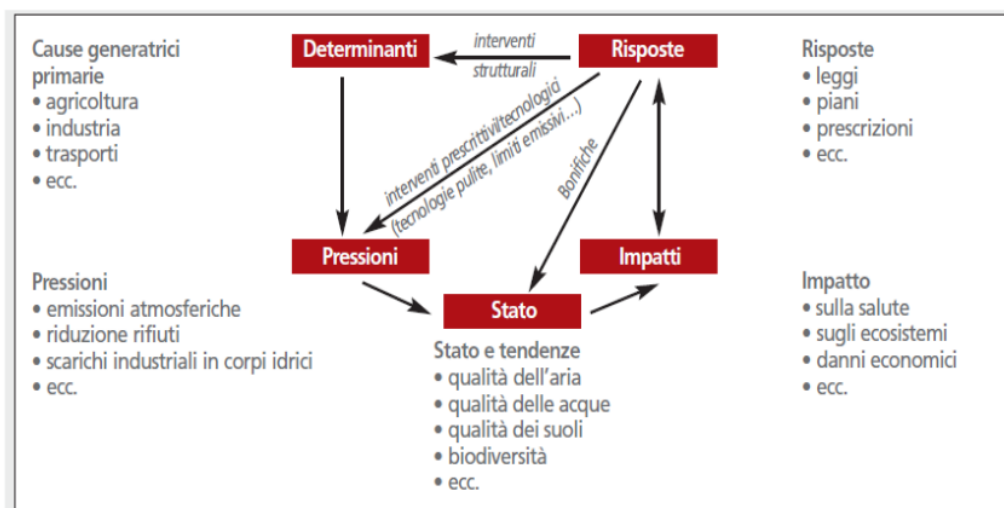 Cause generatrici
primarie
• agricoltura
• industria
• trasporti
• ecc.
Determinanti
interventi
strutturali
Risposte
Risposte
• leggi
• piani
• prescrizioni
• ecc.
interventi prescrittivi/tecnologici
(tecnologie pulite, limiti emissivi...)
Bonifiche
Pressioni
Impatti
Stato
Pressioni
• emissioni atmosferiche
• riduzione rifiuti
• scarichi industriali in corpi idrici
• ecc.
Stato e tendenze
• qualità dell'aria
• qualità delle acque
• qualità dei suoli
• biodiversità
• ecc.
Impatto
• sulla salute
• sugli ecosistemi
• danni economici
• ecc.